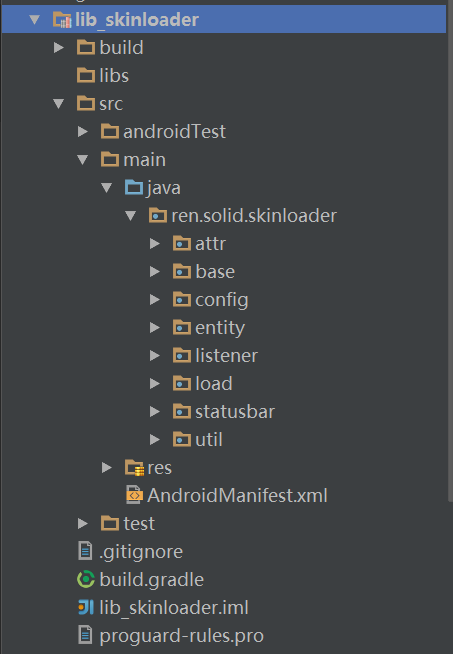 lib_skinloader
build
libs
src
androidTest
main
java
ren.solid.skinloader
attr
base
config
entity
listener
load
statusbar
util
res
AndroidManifest.xml
test
.gitignore
build.gradle
lib_skinloader.iml
proguard-rules.pro